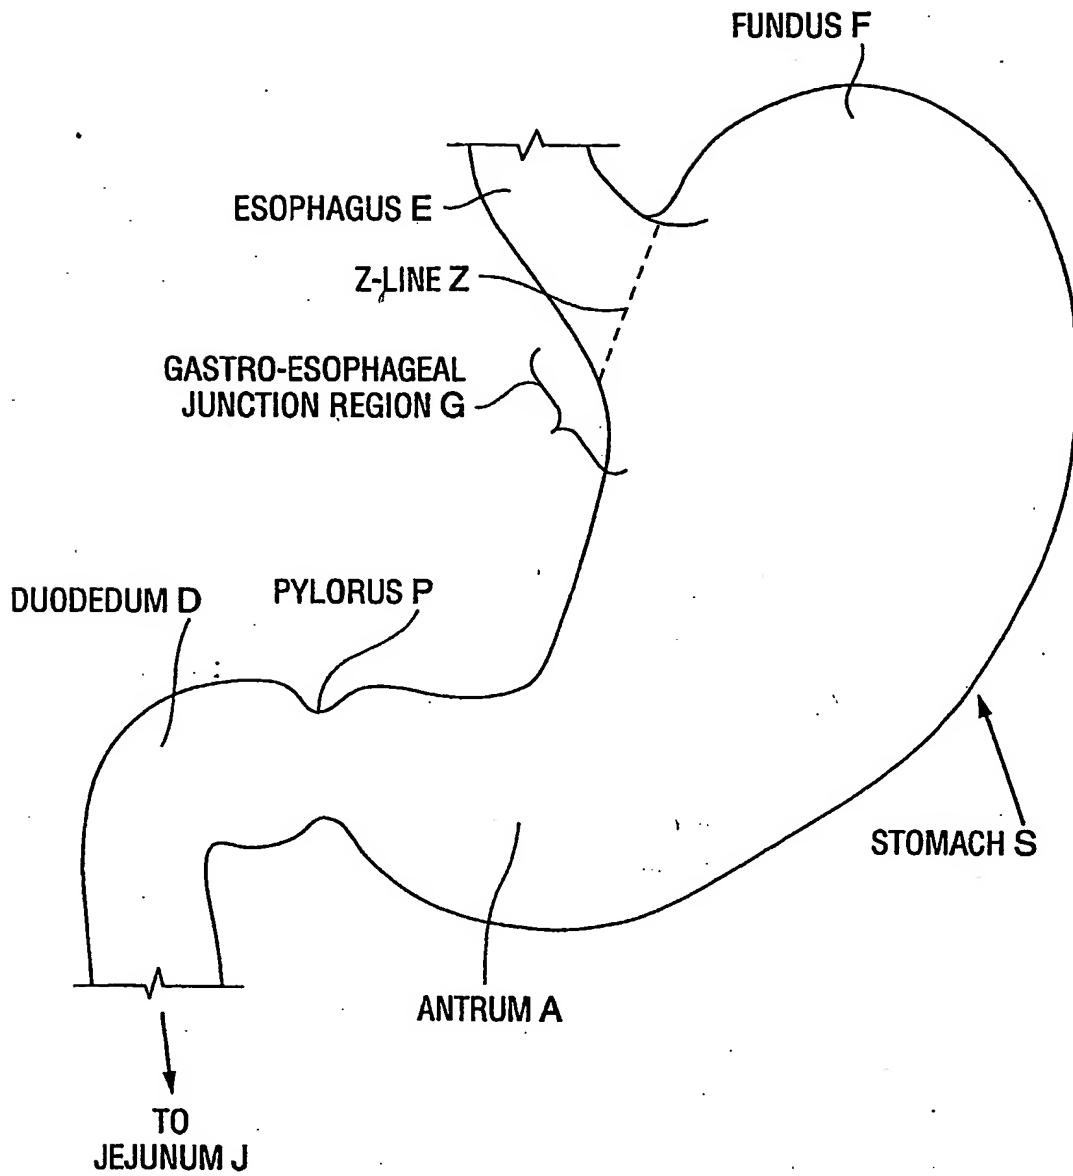 FUNDUS F
ESOPHAGUS E
Z-LINE Z
GASTRO-ESOPHAGEAL
JUNCTION REGION G
DUODEDUM D
PYLORUS P
STOMACH S
ANTRUM A
TO
JEJUNUM J